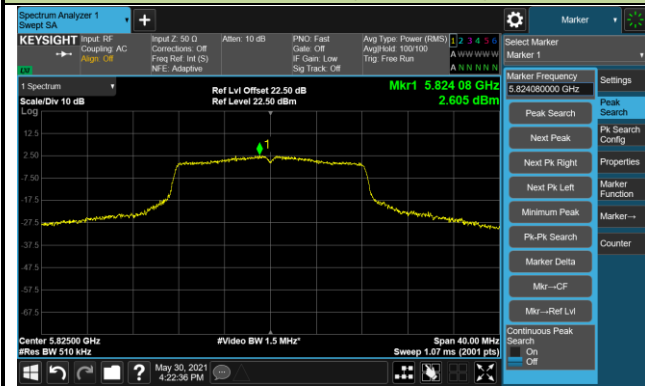 Spectrum Analyzer 1
Swept SA
+
Marker
KEYSIGHT
Input: RF
Coupling: AC
Align: Off
Input Z: 50 Ω
Corrections: Off
Freq Ref: Int (S)
NFE: Adaptive
Atten: 10 dB
PNO: Fast
Gate: Off
IF Gain: Low
Sig Track: Off
Avg Type: Power (RMS)
Avg|Hold: 100/100
Trig: Free Run
1 2 3 4 5 6
A W W W W W
A N N N N N
Select Marker
Marker 1
1 Spectrum
Scale/Div 10 dB
Log
Ref Lvl Offset 22.50 dB
Ref Level 22.50 dBm
Mkr1 5.824 08 GHz
2.605 dBm
12.5
2.50
-7.50
-17.5
-27.5
-37.5
-47.5
-57.5
-67.5
1
Center 5.82500 GHz
#Res BW 510 kHz
#Video BW 1.5 MHz*
Span 40.00 MHz
Sweep 1.07 ms (2001 pts)
Marker Frequency
5.824080000 GHz
Peak Search
Next Peak
Next Pk Right
Next Pk Left
Minimum Peak
Pk-Pk Search
Marker Delta
Mkr→CF
Mkr→Ref Lvl
Continuous Peak
Search
On
Off
Settings
Peak
Search
Pk Search
Config
Properties
Marker
Function
Marker→
Counter
?
May 30, 2021
4:22:36 PM